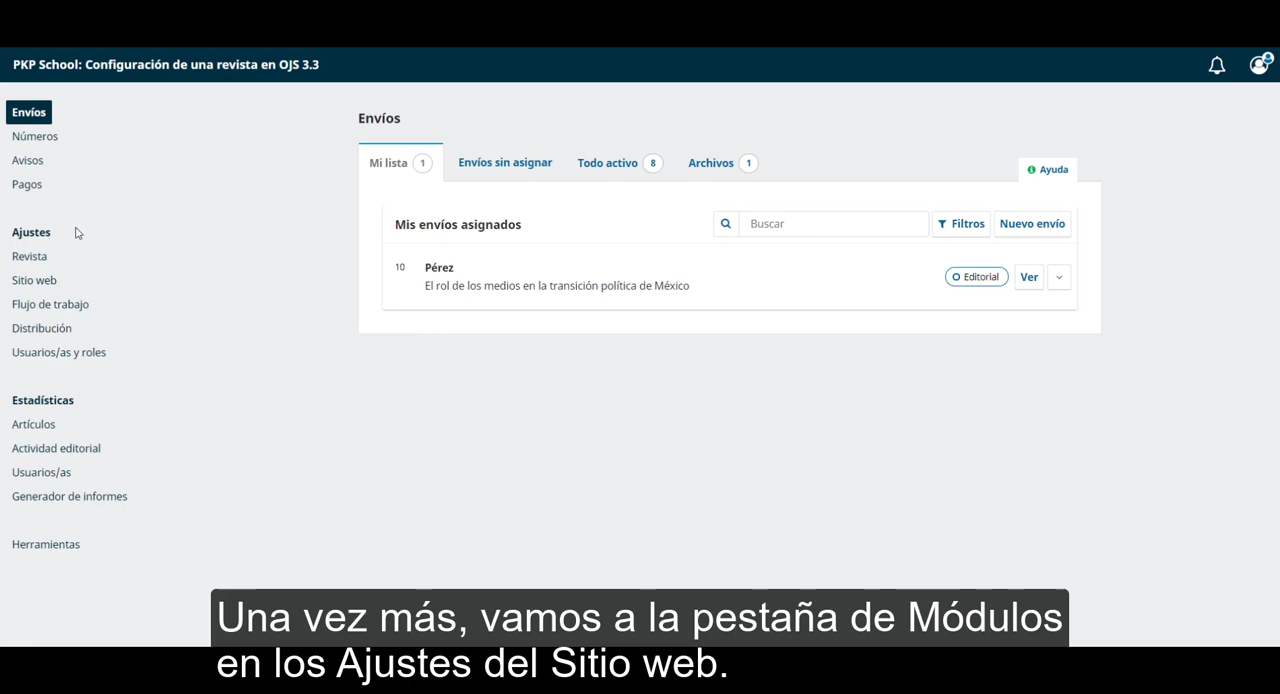 PKP School: Configuración de una revista en OJS 3.3
Envíos
Números
Avisos
Pagos
Ajustes
Revista
Sitio web
Flujo de trabajo
Distribución
Usuarios/as y roles
Estadísticas
Artículos
Actividad editorial
Usuarios/as
Generador de informes
Herramientas
Envíos
Mi lista 1 Envíos sin asignar Todo activo 8 Archivos 1
Ayuda
Mis envíos asignados Buscar Filtros Nuevo envío
10 Pérez
El rol de los medios en la transición política de México
Editorial Ver
Una vez más, vamos a la pestaña de Módulos
en los Ajustes del Sitio web.